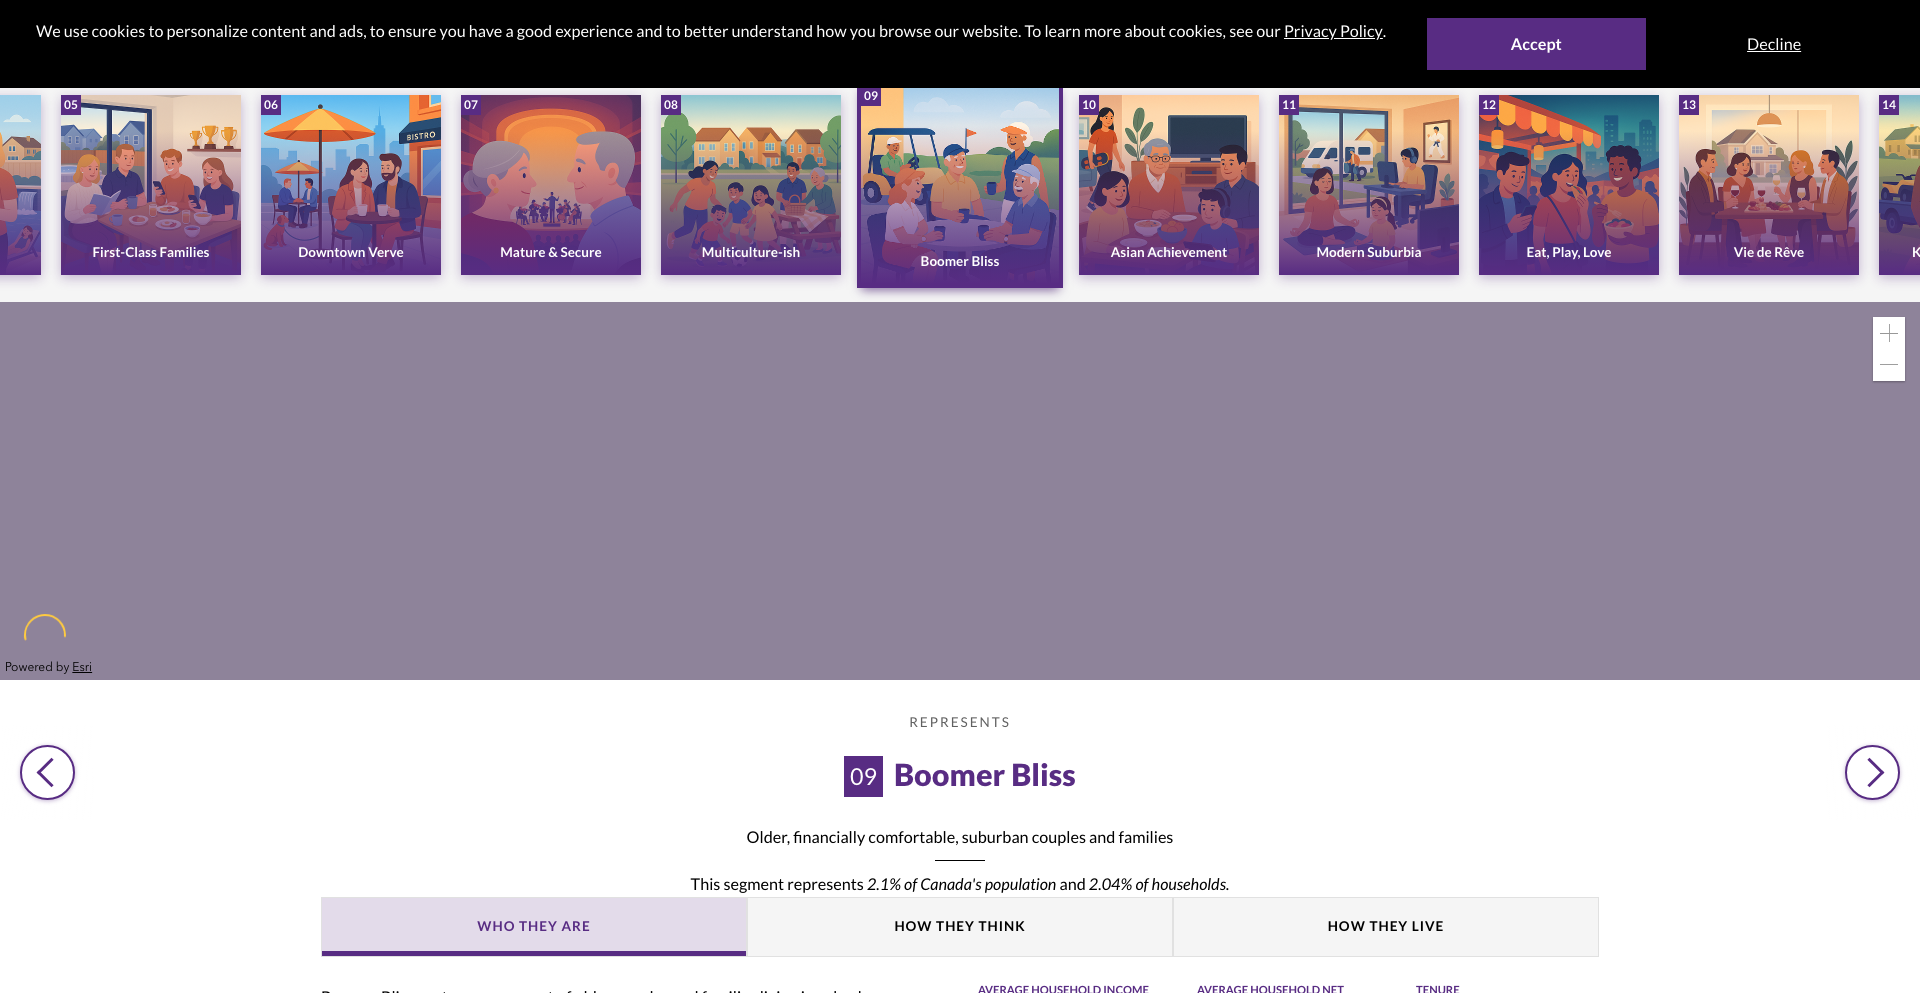 We use cookies to personalize content and ads, to ensure you have a good experience and to better understand how you browse our website. To learn more about cookies, see our Privacy Policy.
Accept
Decline
05
First-Class Families
06
BISTRO
Downtown Verve
07
Mature & Secure
08
Multiculture-ish
09
Boomer Bliss
10
Asian Achievement
11
Modern Suburbia
12
Eat, Play, Love
13
Vie de Rêve
14
K
Powered by Esri
REPRESENTS
09 Boomer Bliss
Older, financially comfortable, suburban couples and families
This segment represents 2.1% of Canada's population and 2.04% of households.
WHO THEY ARE
HOW THEY THINK
HOW THEY LIVE
AVERAGE HOUSEHOLD INCOME
AVERAGE HOUSEHOLD NET
TENURE